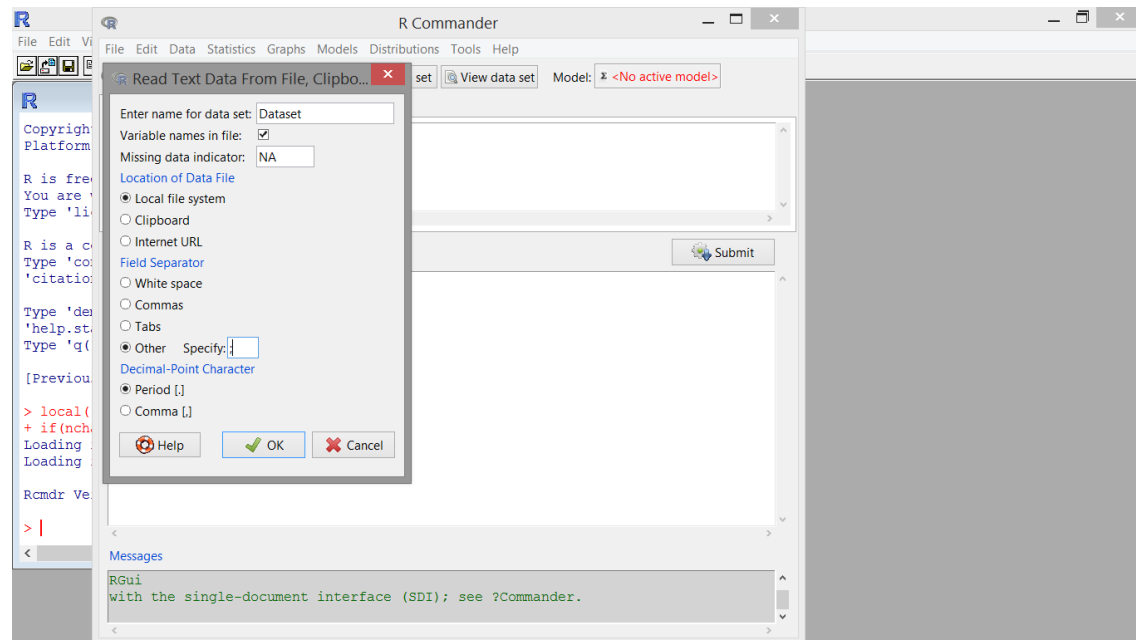 R Commander
File Edit Vi
File Edit Data Statistics Graphs Models Distributions Tools Help
set View data set Model: Σ <No active model>
Read Text Data From File, Clipbo...
Enter name for data set: Dataset
Variable names in file:
Missing data indicator: NA
Location of Data File
Local file system
Clipboard
Internet URL
Field Separator
White space
Commas
Tabs
Other Specify: ;
Decimal-Point Character
Period [.]
Comma [,]
Help OK Cancel
Submit
R
Copyrigh
Platform
R is fre
You are
Type 'li
R is a c
Type 'co
'citatio
Type 'de
'help.st
Type 'q(
[Previou
> local(
+ if(nch
Loading
Loading
Rcmdr Ve
>
Messages
RGui
with the single-document interface (SDI); see ?Commander.